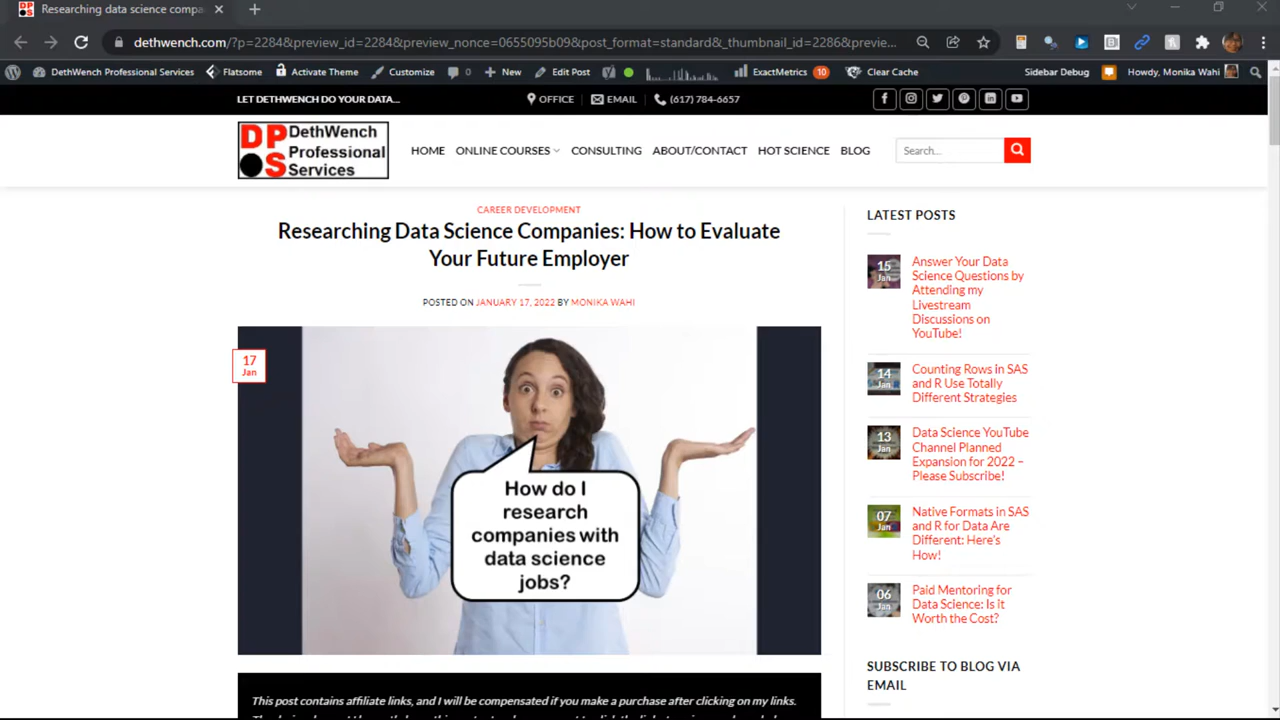 Researching data science compa
dethwench.com/?p=2284&preview_id=2284&preview_nonce=0655095b09&post_format=standard&_thumbnail_id=2286&previe...
DethWench Professional Services
Flatsome
Activate Theme
Customize
0
New
Edit Post
ExactMetrics
10
Clear Cache
Sidebar Debug
Howdy, Monika Wahi
LET DETHWENCH DO YOUR DATA...
OFFICE
EMAIL
(617) 784-6657
DP S
DethWench
Professional
Services
HOME
ONLINE COURSES
CONSULTING
ABOUT/CONTACT
HOT SCIENCE
BLOG
Search...
CAREER DEVELOPMENT
Researching Data Science Companies: How to Evaluate
Your Future Employer
POSTED ON JANUARY 17, 2022 BY MONIKA WAHI
17
Jan
How do I
research
companies with
data science
jobs?
This post contains affiliate links, and I will be compensated if you make a purchase after clicking on my links.
LATEST POSTS
15
Jan
Answer Your Data
Science Questions by
Attending my
Livestream
Discussions on
YouTube!
14
Jan
Counting Rows in SAS
and R Use Totally
Different Strategies
13
Jan
Data Science YouTube
Channel Planned
Expansion for 2022 –
Please Subscribe!
07
Jan
Native Formats in SAS
and R for Data Are
Different: Here's
How!
06
Jan
Paid Mentoring for
Data Science: Is it
Worth the Cost?
SUBSCRIBE TO BLOG VIA
EMAIL